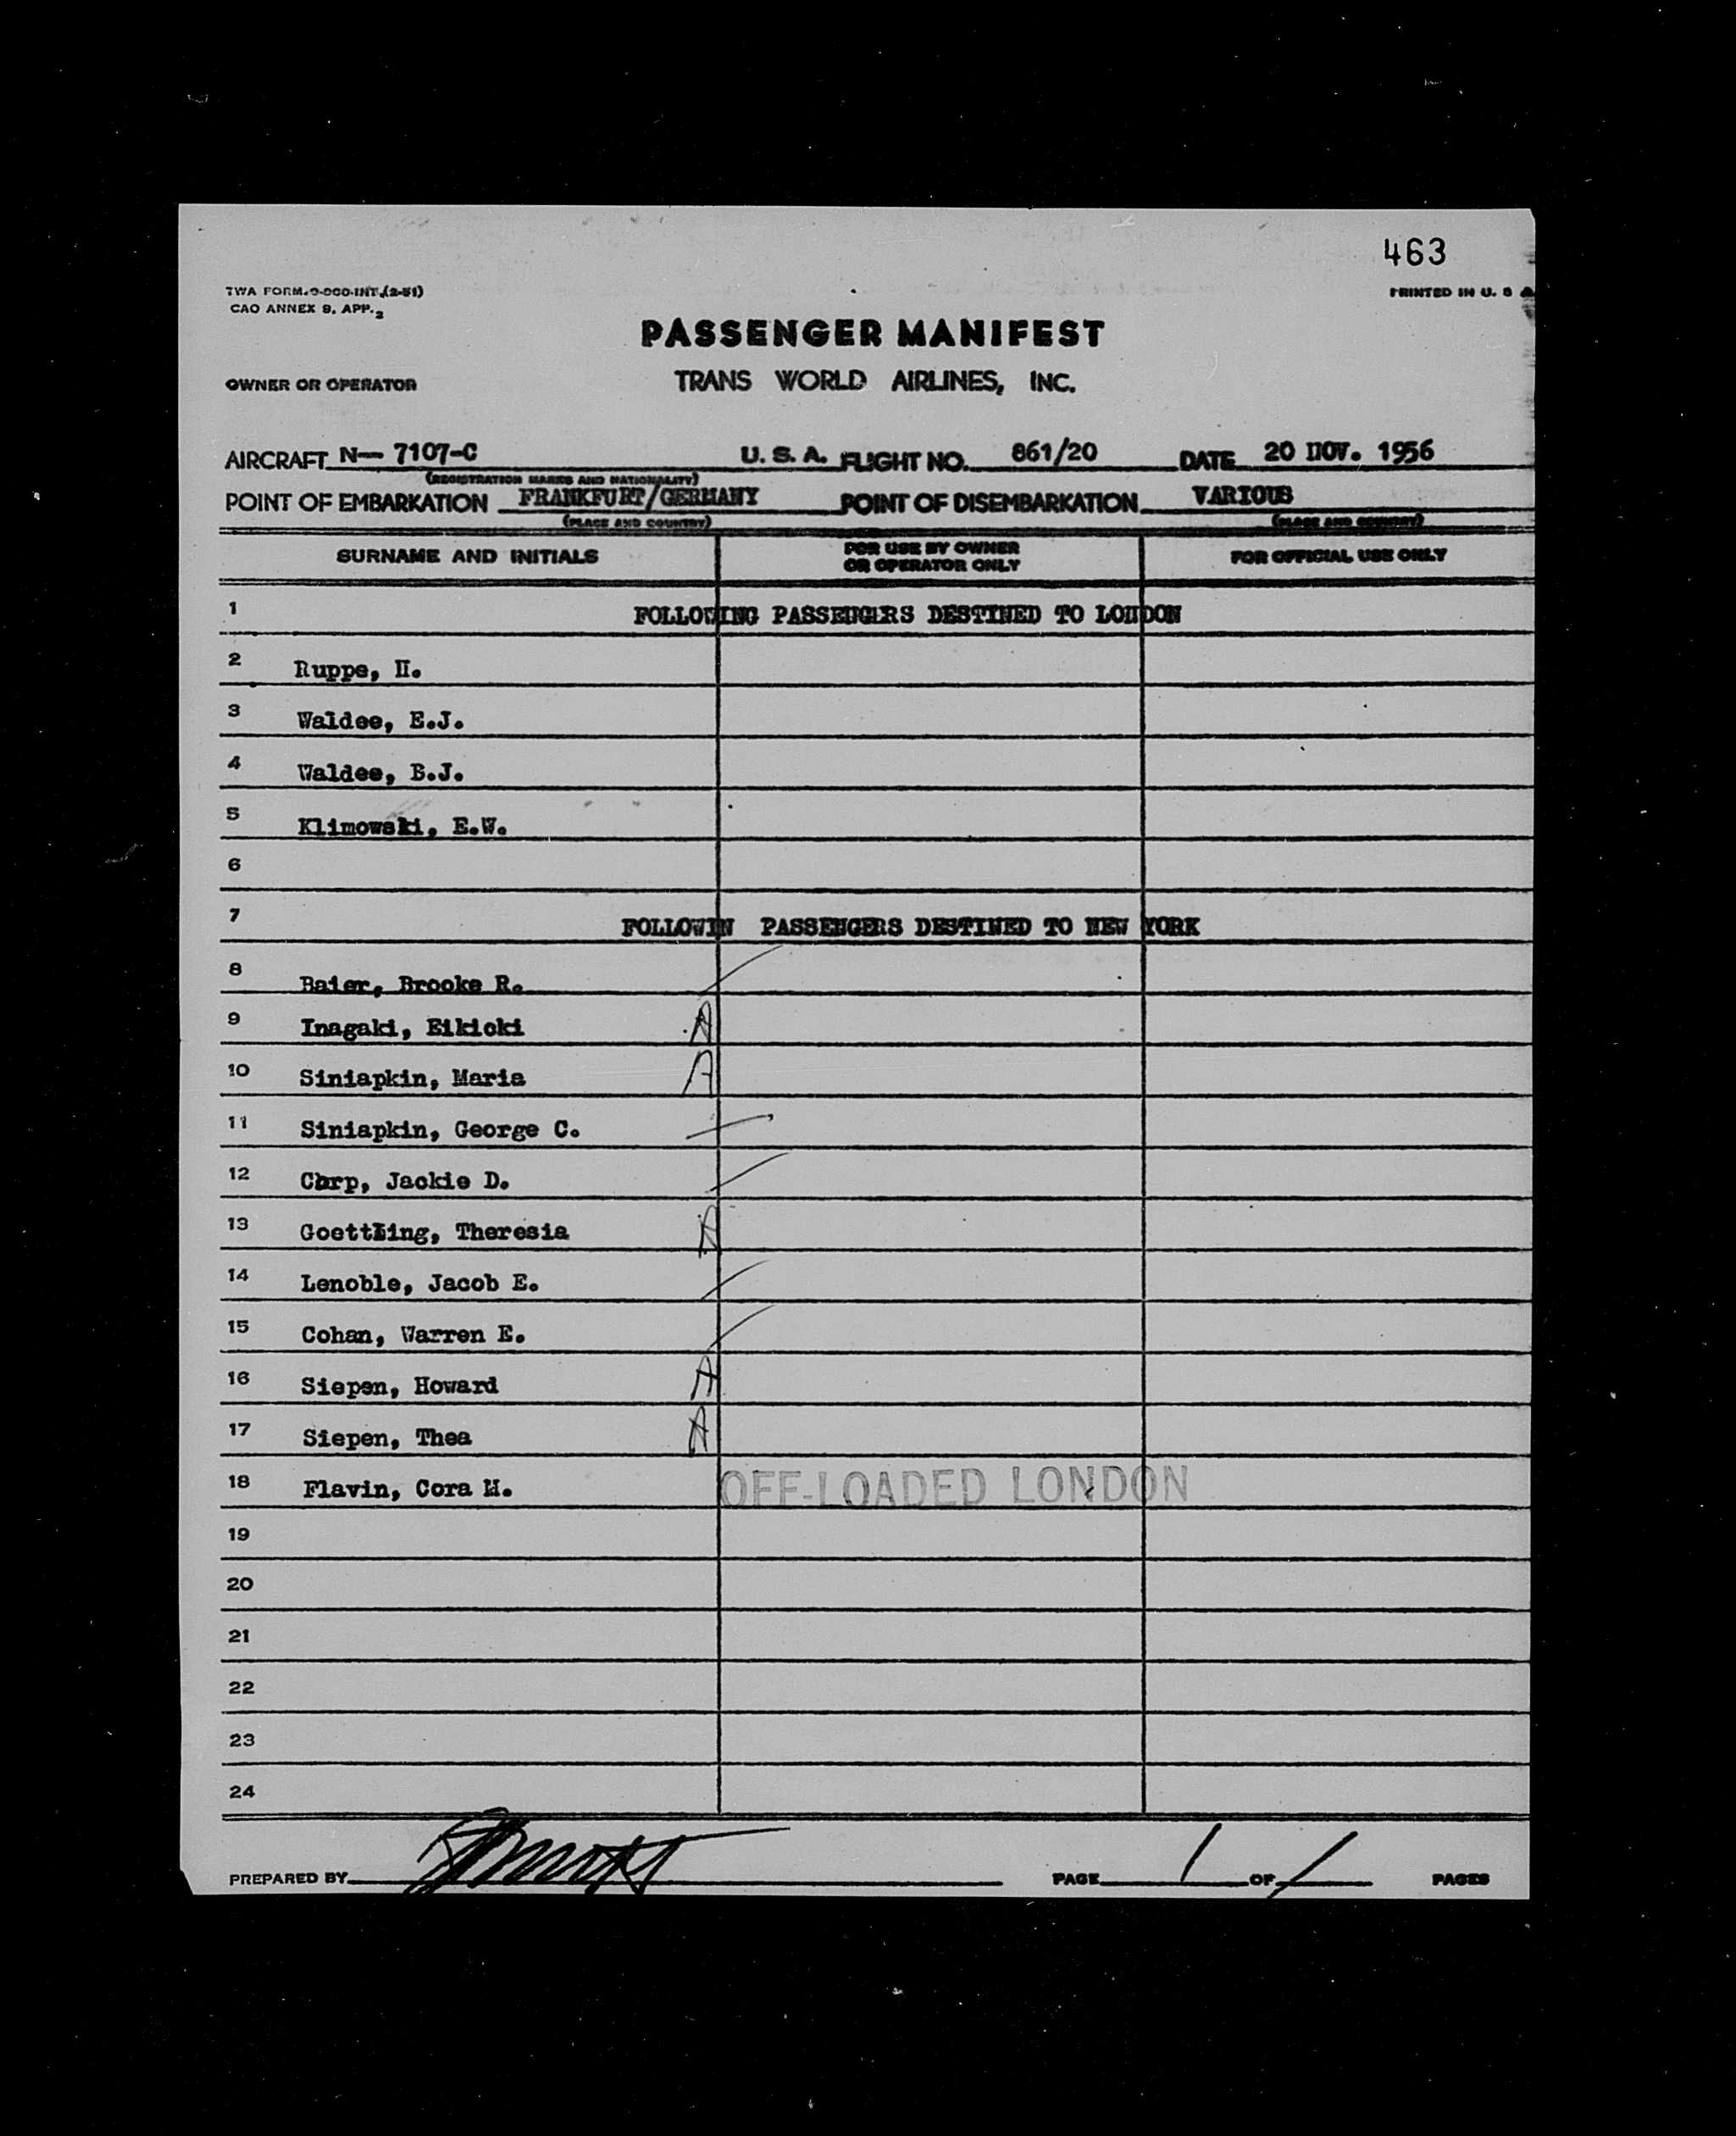 463
TWA FORM. (2-51)
CAO ANNEX 9, APP. 2
PRINTED IN U. S A
PASSENGER MANIFEST
OWNER OR OPERATOR TRANS WORLD AIRLINES, INC.
AIRCRAFT N— 7107-C U. S. A. FLIGHT NO. 861/20 DATE 20 NOV. 1956
(REGISTRATION MARKS AND NATIONALITY)
POINT OF EMBARKATION FRANKFURT/GERMANY POINT OF DISEMBARKATION VARIOUS
(PLACE AND COUNTRY) (PLACE AND COUNTRY)
SURNAME AND INITIALS FOR USE BY OWNER OR OPERATOR ONLY FOR OFFICIAL USE ONLY
1 FOLLOWING PASSENGERS DESTINED TO LONDON
2 Ruppe, H.
3 Waldee, E.J.
4 Waldee, B.J.
5 Klimowski, E.W.
6
7 FOLLOWIN PASSENGERS DESTINED TO NEW YORK
8 Baier, Brooke R.
9 Inagaki, Eikicki A
10 Siniapkin, Maria A
11 Siniapkin, George C.
12 Jackie D.
13 Theresia A
14 Lenoble, Jacob E.
15 Cohan, Warren E.
16 Siepen, Howard A
17 Siepen, Thea A
18 Flavin, Cora M. OFF-LOADED LONDON
19
20
21
22
23
24
PREPARED BY PAGE 1 OF 1 PAGES